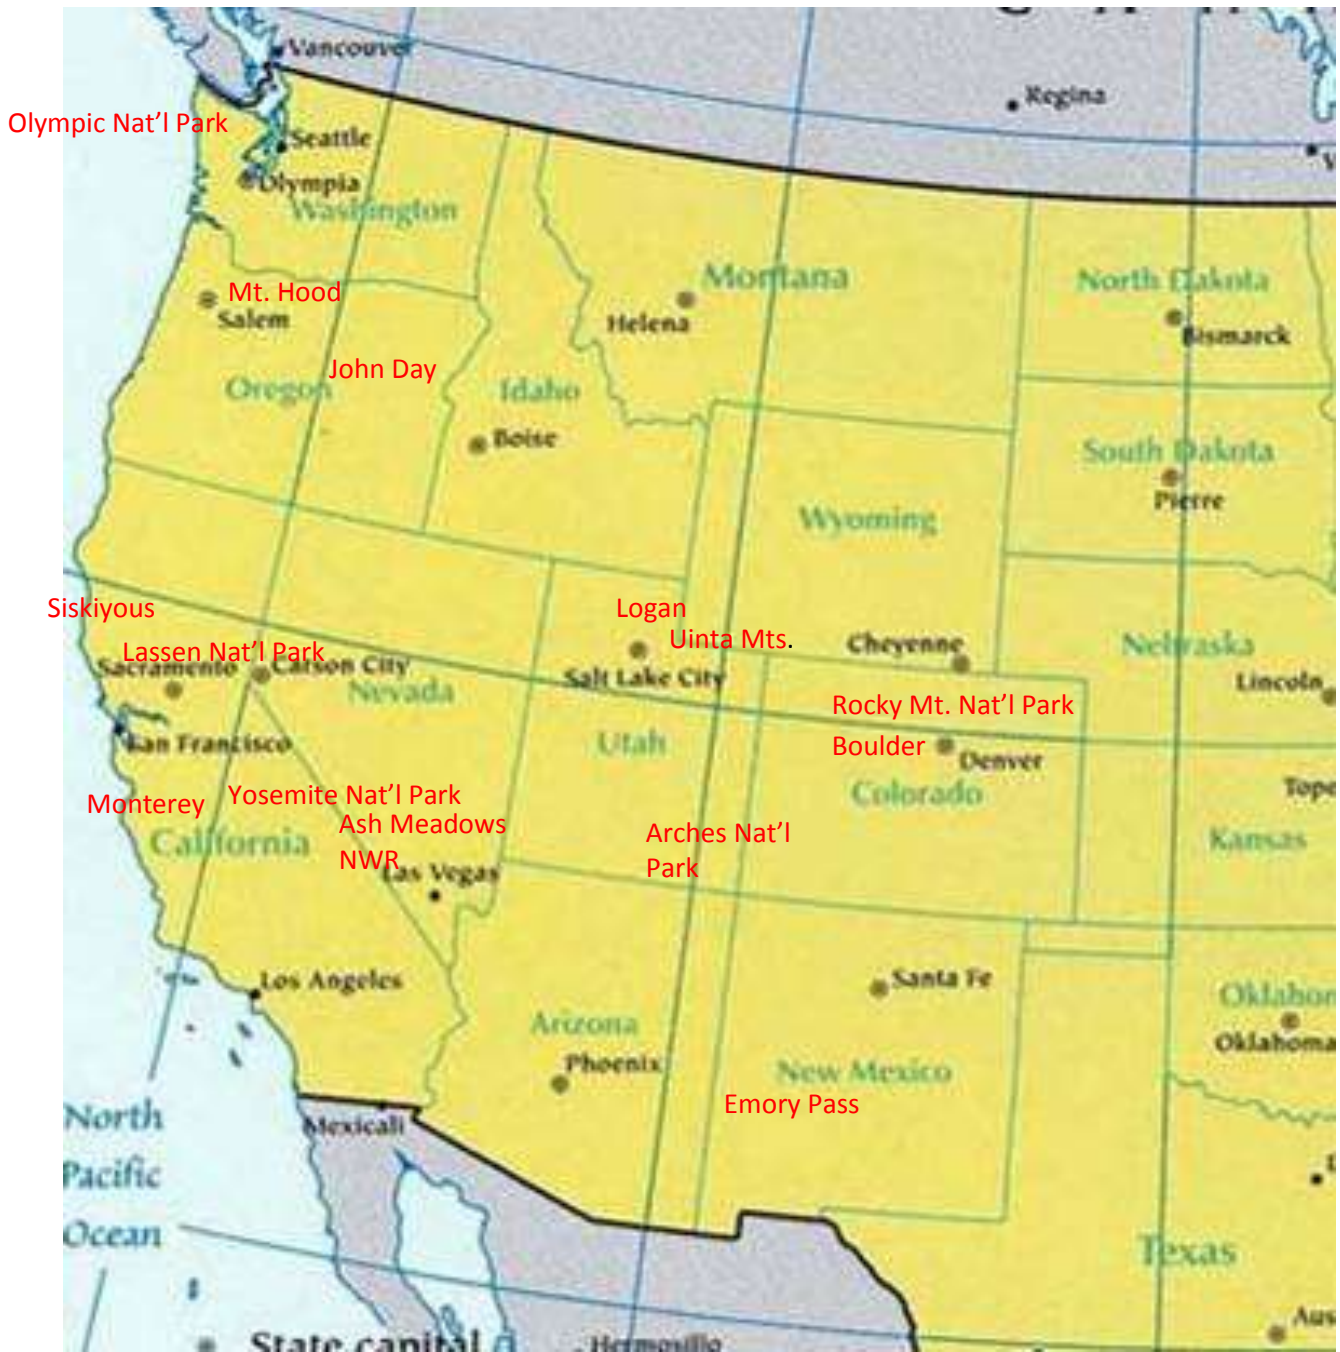 Vancouver
Regina
Olympic Nat’l Park
Seattle
Olympia
Washington
Mt. Hood
Salem
Montana
Helena
North Dakota
Bismarck
John Day
Oregon
Idaho
Boise
South Dakota
Pierre
Wyoming
Siskiyous
Logan
Uinta Mts.
Cheyenne
Nebraska
Lassen Nat’l Park
Sacramento
Carson City
Nevada
Salt Lake City
Lincoln
Rocky Mt. Nat’l Park
San Francisco
Utah
Boulder
Denver
Tope
Monterey
Yosemite Nat’l Park
Colorado
Ash Meadows
NWR
California
Arches Nat’l
Park
Kansas
Las Vegas
Los Angeles
Santa Fe
Oklahom
Oklahoma
Arizona
Phoenix
New Mexico
Emory Pass
North
Pacific
Ocean
Mexicali
Texas
Aus
State capital
Hermosillo